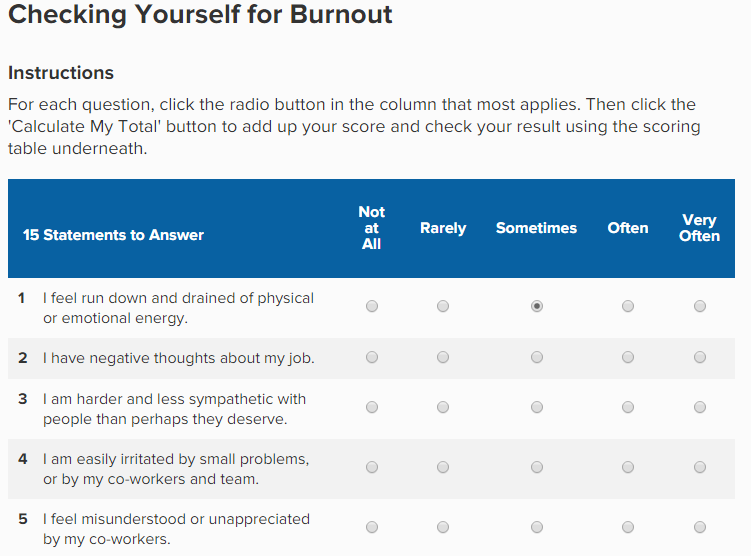 Checking Yourself for Burnout
Instructions
For each question, click the radio button in the column that most applies. Then click the
'Calculate My Total' button to add up your score and check your result using the scoring
table underneath.
15 Statements to Answer
Not
at
All
Rarely
Sometimes
Often
Very
Often
1 I feel run down and drained of physical
or emotional energy.
2 I have negative thoughts about my job.
3 I am harder and less sympathetic with
people than perhaps they deserve.
4 I am easily irritated by small problems,
or by my co-workers and team.
5 I feel misunderstood or unappreciated
by my co-workers.